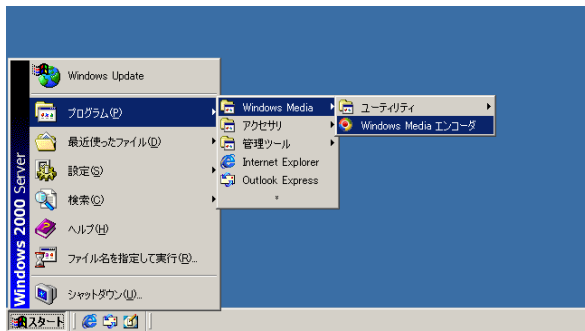 Windows 2000 Server
Windows Update
プログラム(P)
最近使ったファイル(D)
設定(S)
検索(C)
ヘルプ(H)
ファイル名を指定して実行(R)...
シャットダウン(U)...
Windows Media
アクセサリ
管理ツール
Internet Explorer
Outlook Express
ユーティリティ
Windows Media エンコーダ
スタート